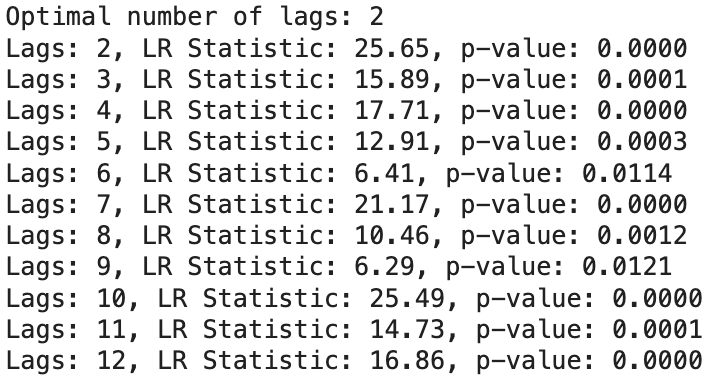 Optimal number of lags: 2
Lags: 2, LR Statistic: 25.65, p-value: 0.0000
Lags: 3, LR Statistic: 15.89, p-value: 0.0001
Lags: 4, LR Statistic: 17.71, p-value: 0.0000
Lags: 5, LR Statistic: 12.91, p-value: 0.0003
Lags: 6, LR Statistic: 6.41, p-value: 0.0114
Lags: 7, LR Statistic: 21.17, p-value: 0.0000
Lags: 8, LR Statistic: 10.46, p-value: 0.0012
Lags: 9, LR Statistic: 6.29, p-value: 0.0121
Lags: 10, LR Statistic: 25.49, p-value: 0.0000
Lags: 11, LR Statistic: 14.73, p-value: 0.0001
Lags: 12, LR Statistic: 16.86, p-value: 0.0000